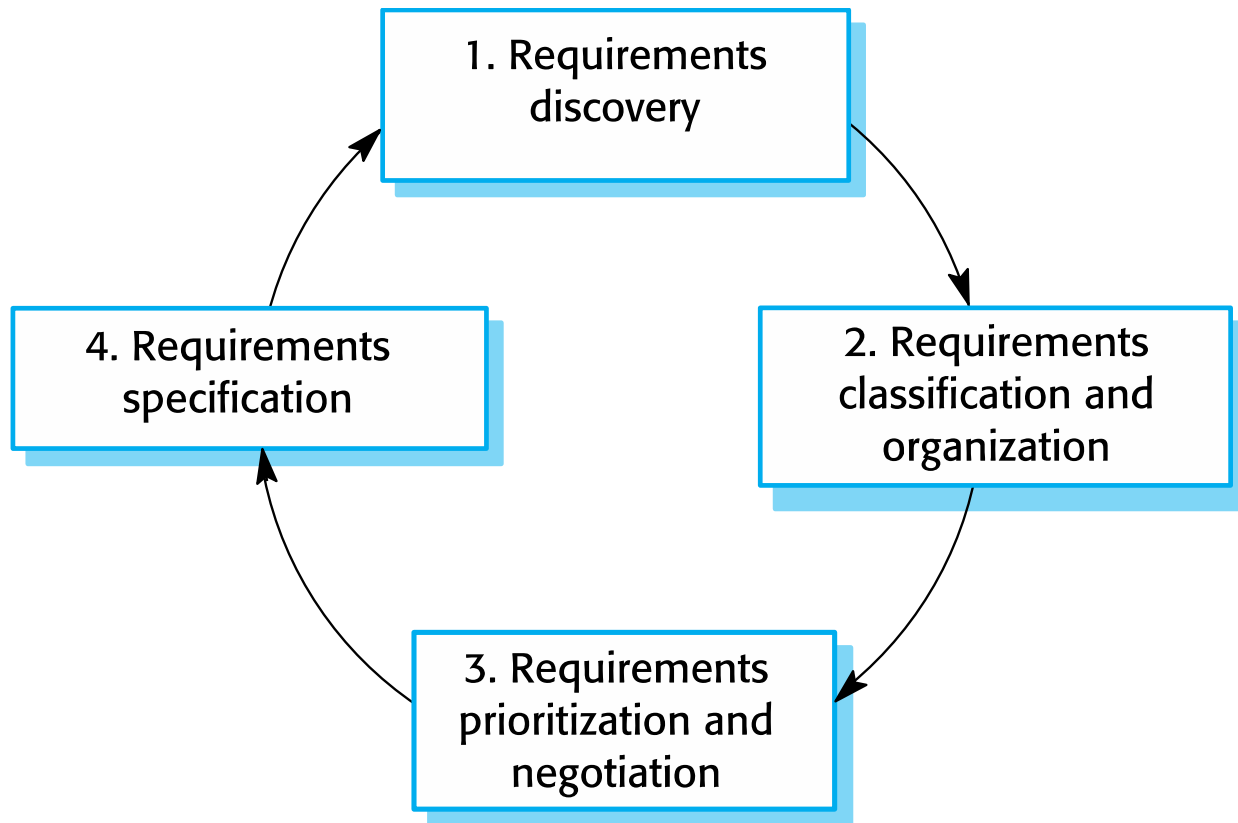 1. Requirements
discovery
2. Requirements
classification and
organization
3. Requirements
prioritization and
negotiation
4. Requirements
specification